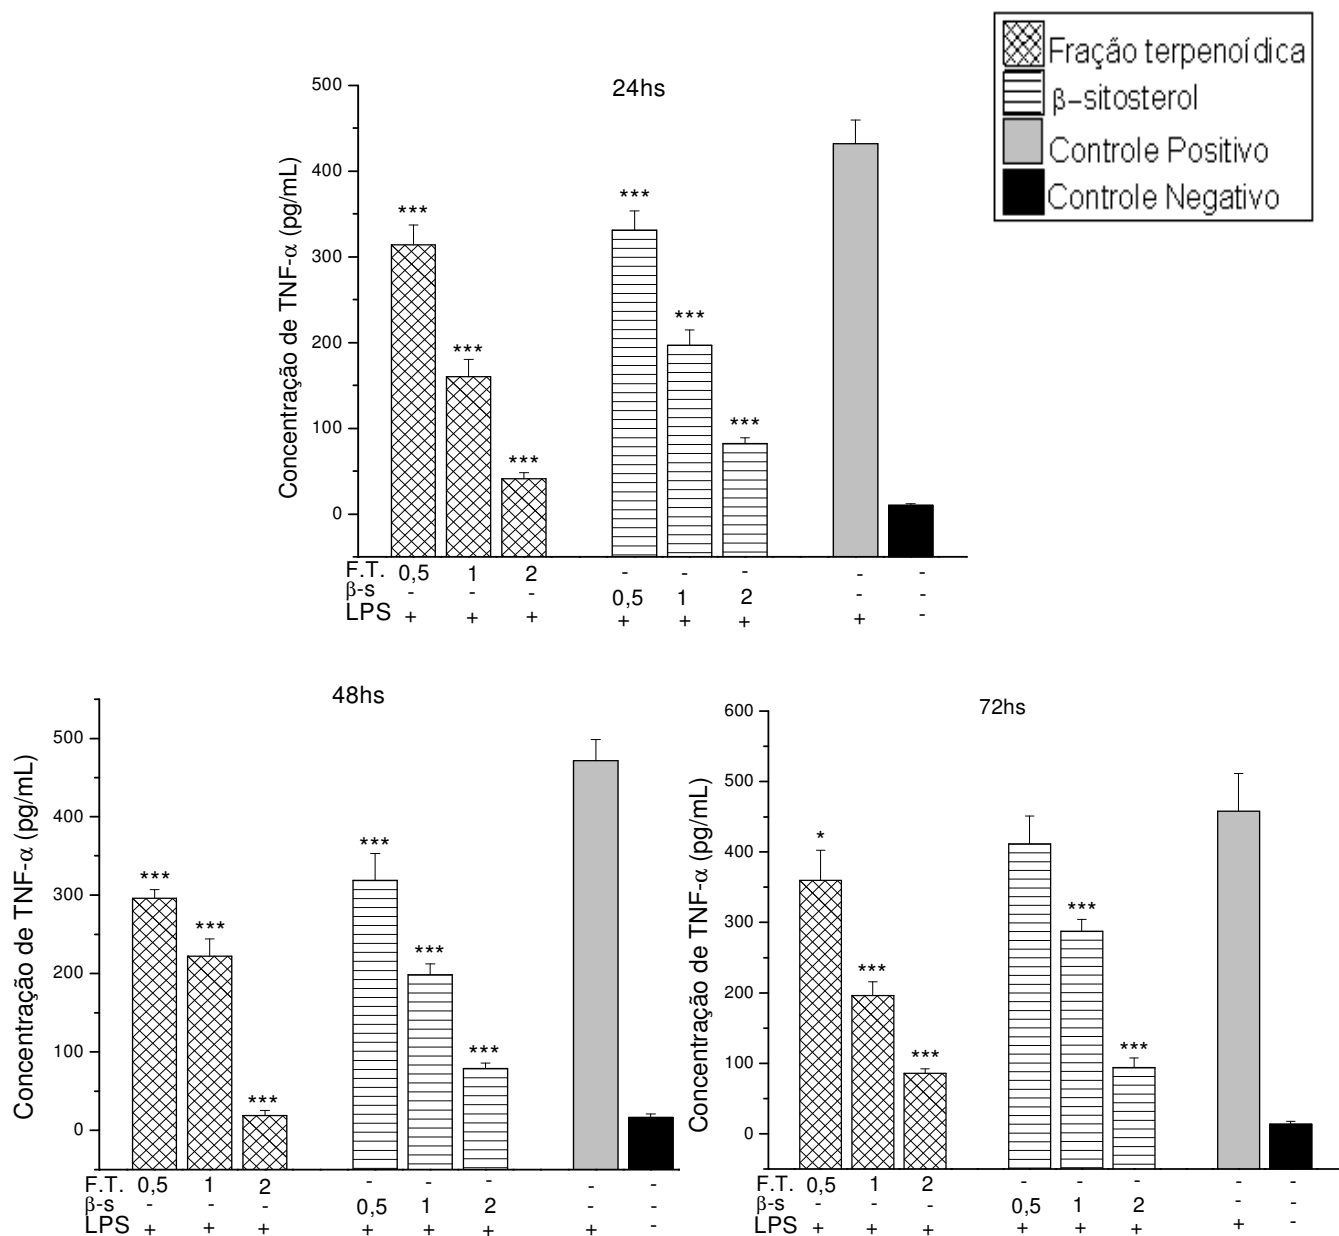 Fração terpenoídica
β-sitosterol
Controle Positivo
Controle Negativo
24hs
Concentração de TNF-α (pg/mL)
500
400
300
200
100
0
*** *** *** *** *** ***
F.T. 0,5 1 2 - - - - -
β-s - - - 0,5 1 2 - -
LPS + + + + + + + -
48hs
Concentração de TNF-α (pg/mL)
500
400
300
200
100
0
*** *** *** *** *** ***
F.T. 0,5 1 2 - - - - -
β-s - - - 0,5 1 2 - -
LPS + + + + + + + -
72hs
Concentração de TNF-α (pg/mL)
600
500
400
300
200
100
0
* *** *** *** ***
F.T. 0,5 1 2 - - - - -
β-s - - - 0,5 1 2 - -
LPS + + + + + + + -